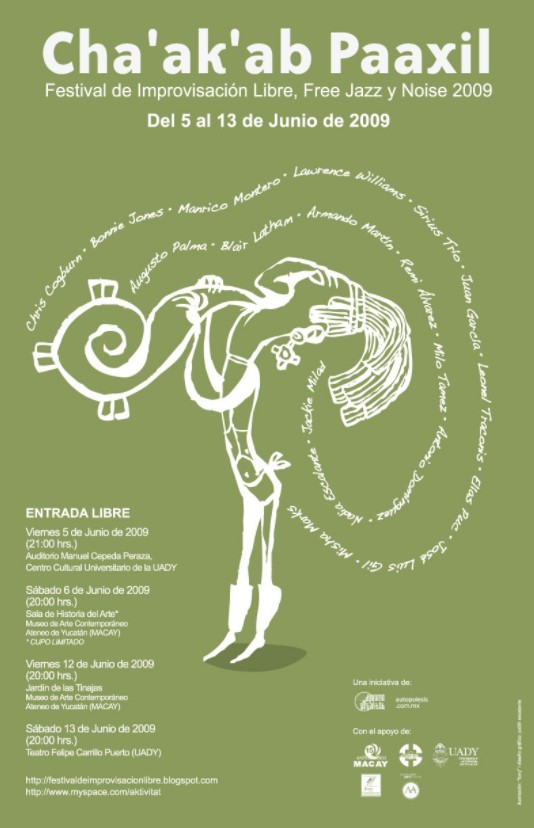 Cha'ak'ab Paaxil
Festival de Improvisación Libre, Free Jazz y Noise 2009
Del 5 al 13 de Junio de 2009
Chris Cogburn • Bonnie Jones • Manrico Montero • Lawrence Williams • Sirius Trio • Juan García • Leonel Traconis • Elías Puc • José Luis Gil • Misha Marks
Augusto Palma • Blair Latham • Armando Martín • Remi Álvarez • Milo Tamez • Antonio Domínguez • Nadia Escalante • Jackie Milad
ENTRADA LIBRE
Viernes 5 de Junio de 2009
(21:00 hrs.)
Auditorio Manuel Cepeda Peraza,
Centro Cultural Universitario de la UADY
Sábado 6 de Junio de 2009
(20:00 hrs.)
Sala de Historia del Arte*
Museo de Arte Contemporáneo
Ateneo de Yucatán (MACAY)
* CUPO LIMITADO
Viernes 12 de Junio de 2009
(20:00 hrs.)
Jardín de las Tinajas
Museo de Arte Contemporáneo
Ateneo de Yucatán (MACAY)
Sábado 13 de Junio de 2009
(20:00 hrs.)
Teatro Felipe Carrillo Puerto (UADY)
http://festivaldeimprovisacionlibre.blogspot.com
http://www.myspace.com/aktivitat
Una iniciativa de:
autopoiesis
.com.mx
Con el apoyo de:
MACAY
UADY